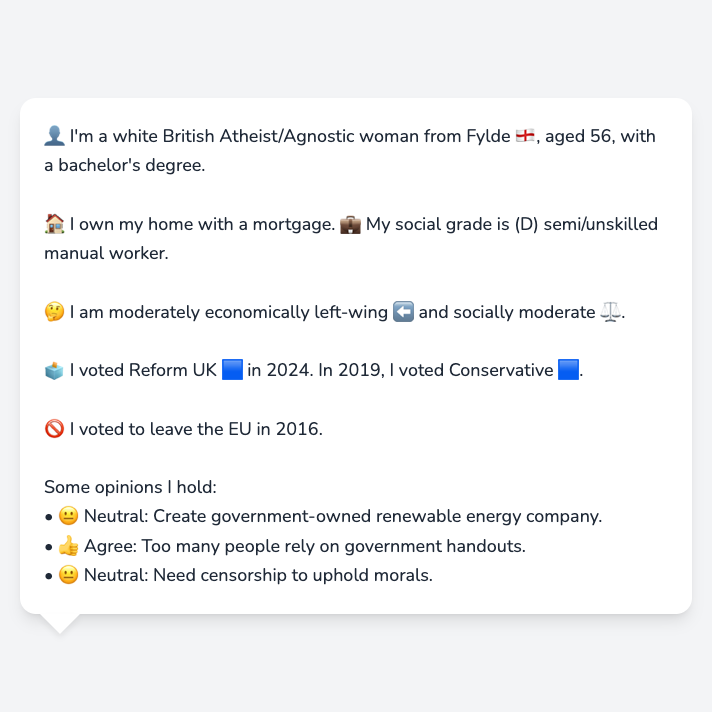 👤 I'm a white British Atheist/Agnostic woman from Fylde 🏴󠁧󠁢󠁥󠁮󠁧󠁿, aged 56, with
a bachelor's degree.
🏠 I own my home with a mortgage. 💼 My social grade is (D) semi/unskilled
manual worker.
🤔 I am moderately economically left-wing ⬅️ and socially moderate ⚖️.
🗳️ I voted Reform UK 🟦 in 2024. In 2019, I voted Conservative 🟦.
🚫 I voted to leave the EU in 2016.
Some opinions I hold:
• 😐 Neutral: Create government-owned renewable energy company.
• 👍 Agree: Too many people rely on government handouts.
• 😐 Neutral: Need censorship to uphold morals.